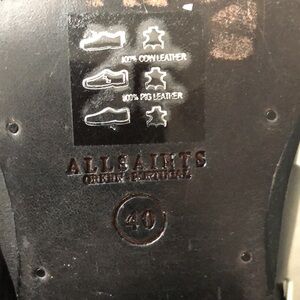 100% COW LEATHER
100% PIG LEATHER
ALLSAINTS
40